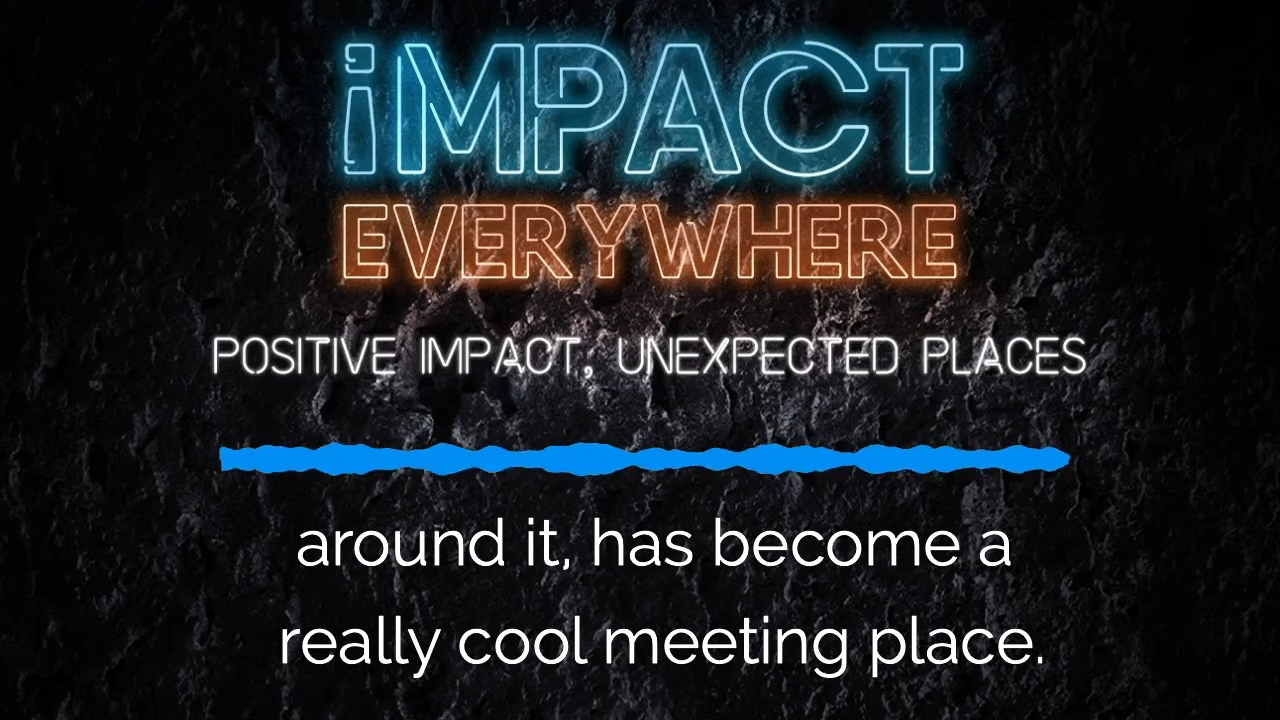 iMPACT
EVERYWHERE
POSITIVE IMPACT, UNEXPECTED PLACES
around it, has become a
really cool meeting place.